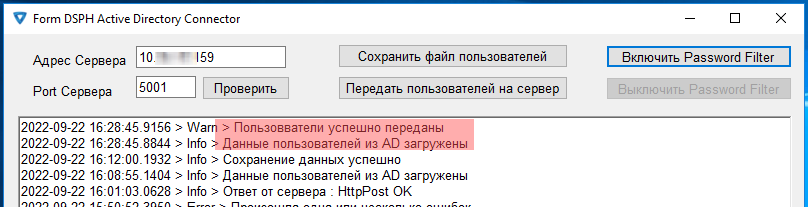 Form DSPH Active Directory Connector
Адрес Сервера 10. 159 Сохранить файл пользователей Включить Password Filter
Port Сервера 5001 Проверить Передать пользователей на сервер Выключить Password Filter
2022-09-22 16:28:45.9156 > Warn > Пользовватели успешно переданы
2022-09-22 16:28:45.8844 > Info > Данные пользователей из AD загружены
2022-09-22 16:12:00.1932 > Info > Сохранение данных успешно
2022-09-22 16:08:55.1404 > Info > Данные пользователей из AD загружены
2022-09-22 16:01:03.0628 > Info > Ответ от сервера : HttpPost OK
2022-09-22 15:50:52.3950 > Error > Произошла одна или несколько ошибок